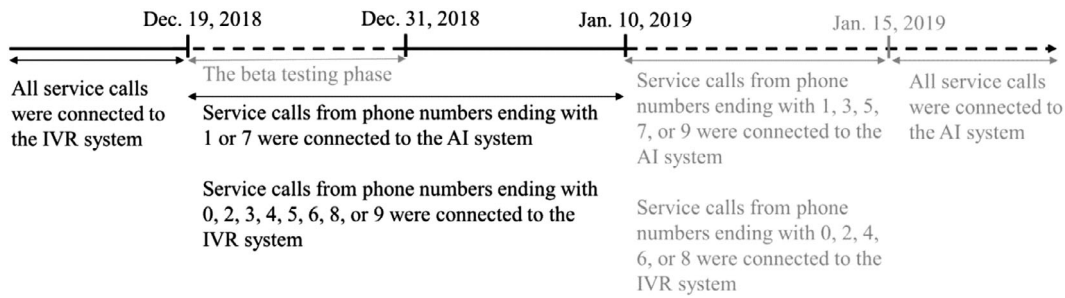 Dec. 19, 2018
Dec. 31, 2018
Jan. 10, 2019
Jan. 15, 2019
All service calls
were connected to
the IVR system
The beta testing phase
Service calls from phone numbers ending with
1 or 7 were connected to the AI system
Service calls from phone numbers ending with
0, 2, 3, 4, 5, 6, 8, or 9 were connected to the
IVR system
Service calls from phone
numbers ending with 1, 3, 5,
7, or 9 were connected to the
AI system
Service calls from phone
numbers ending with 0, 2, 4,
6, or 8 were connected to the
IVR system
All service calls
were connected to
the AI system